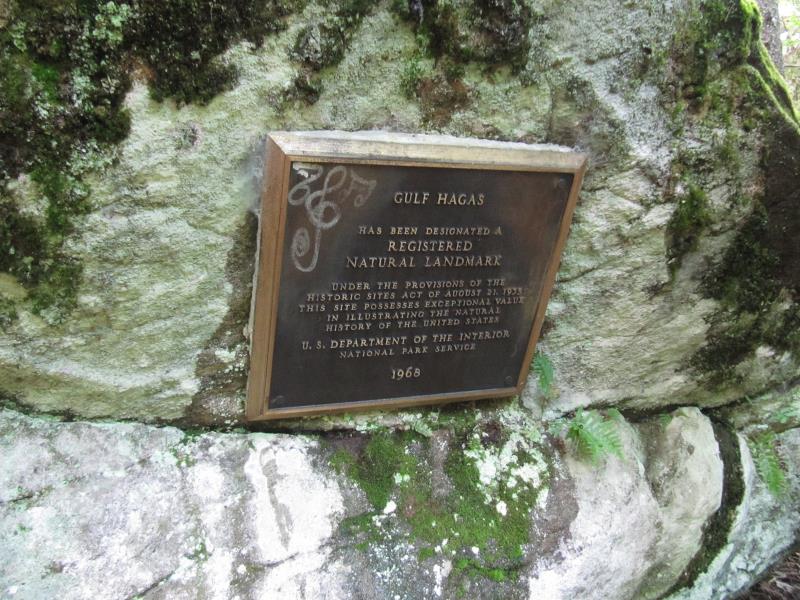 GULF HAGAS
HAS BEEN DESIGNATED A
REGISTERED
NATURAL LANDMARK
UNDER THE PROVISIONS OF THE
HISTORIC SITES ACT OF AUGUST 21, 1935
THIS SITE POSSESSES EXCEPTIONAL VALUE
IN ILLUSTRATING THE NATURAL
HISTORY OF THE UNITED STATES
U. S. DEPARTMENT OF THE INTERIOR
NATIONAL PARK SERVICE
1968